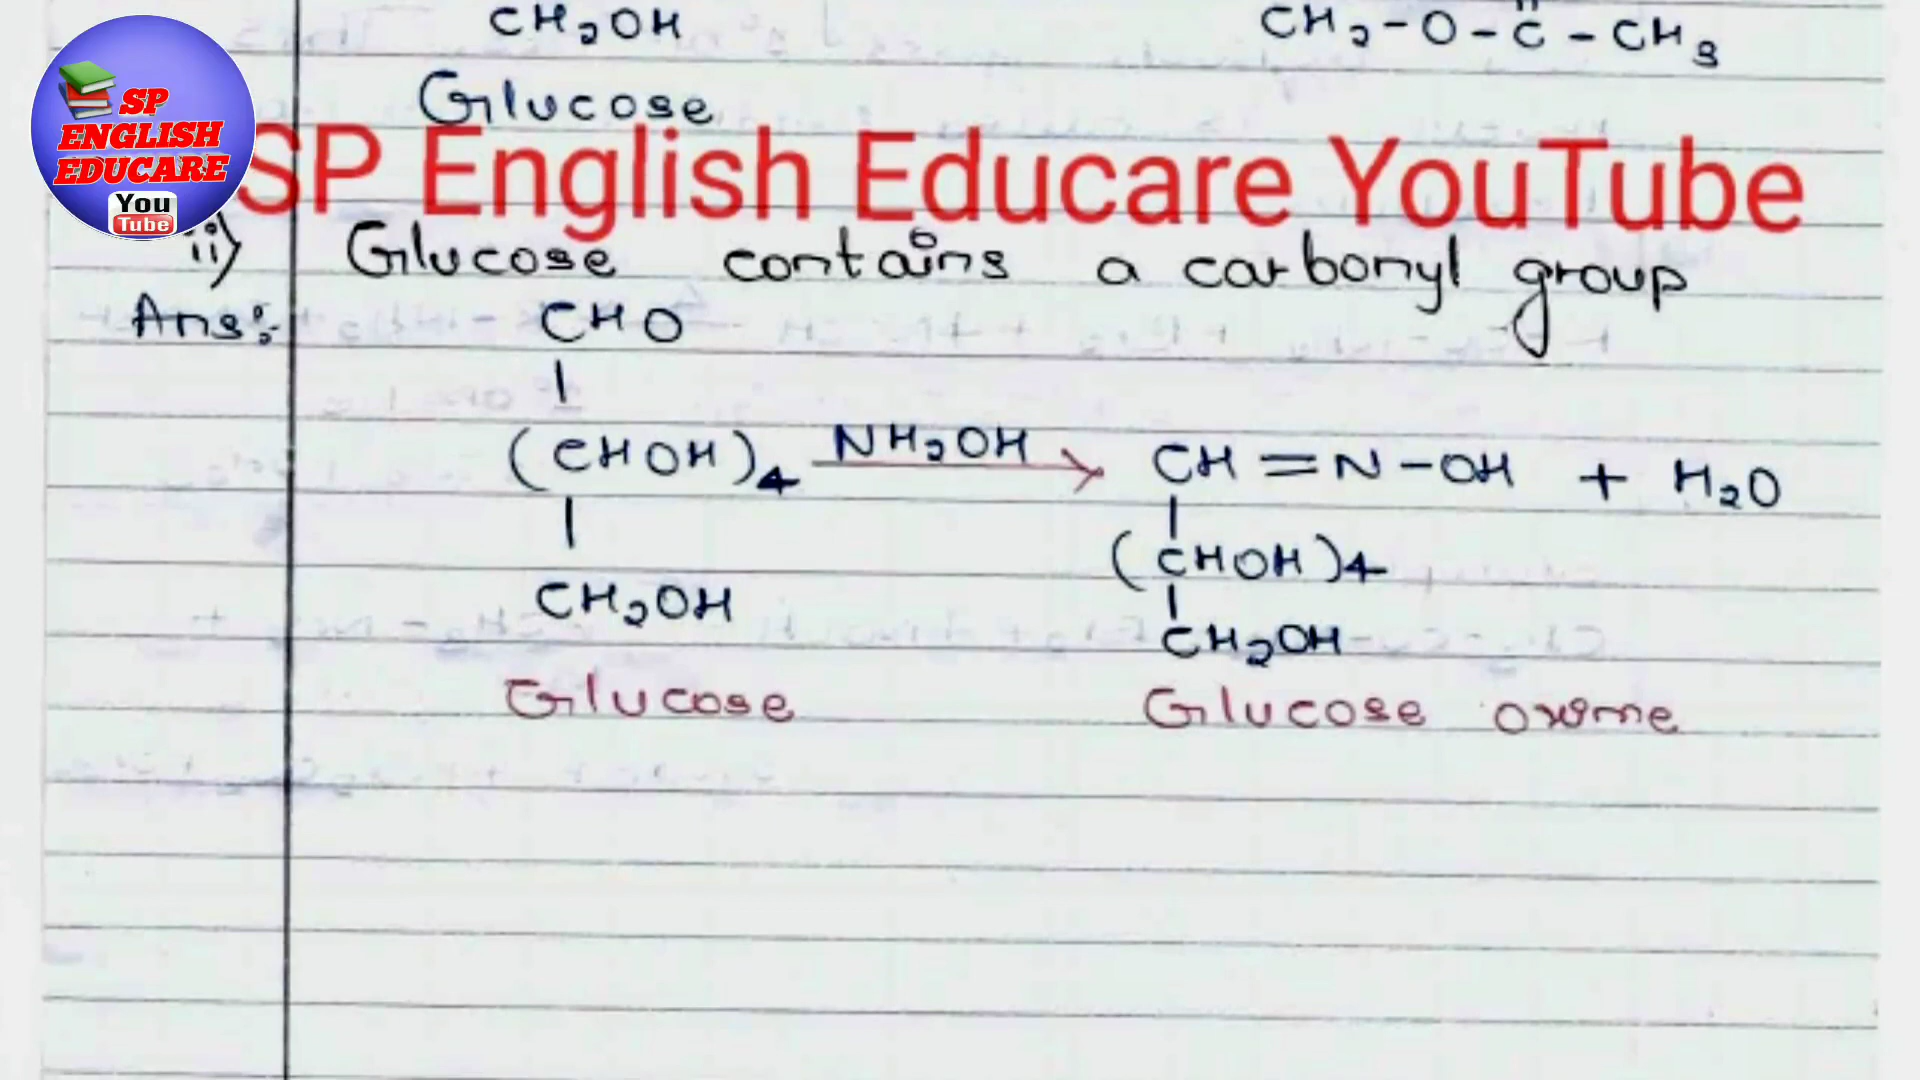 CH₂OH
CH₂-O-C-CH₃
Glucose
SP
ENGLISH
EDUCARE
You
Tube
SP English Educare YouTube
ii) Glucose contains a carbonyl group
Ans:
CHO
|
(CHOH)₄ NH₂OH → CH=N-OH + H₂O
|
(CHOH)₄
|
CH₂OH
|
CH₂OH
Glucose
Glucose oxime